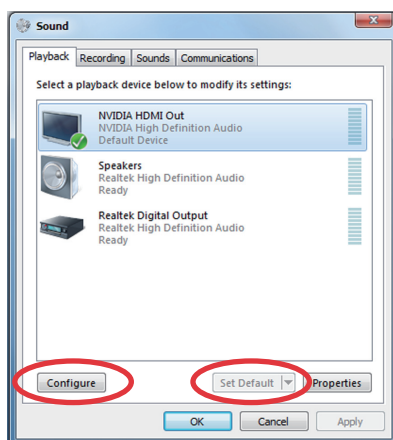 Sound
Playback Recording Sounds Communications
Select a playback device below to modify its settings:
NVIDIA HDMI Out
NVIDIA High Definition Audio
Default Device
Speakers
Realtek High Definition Audio
Ready
Realtek Digital Output
Realtek High Definition Audio
Ready
Configure Set Default Properties
OK Cancel Apply